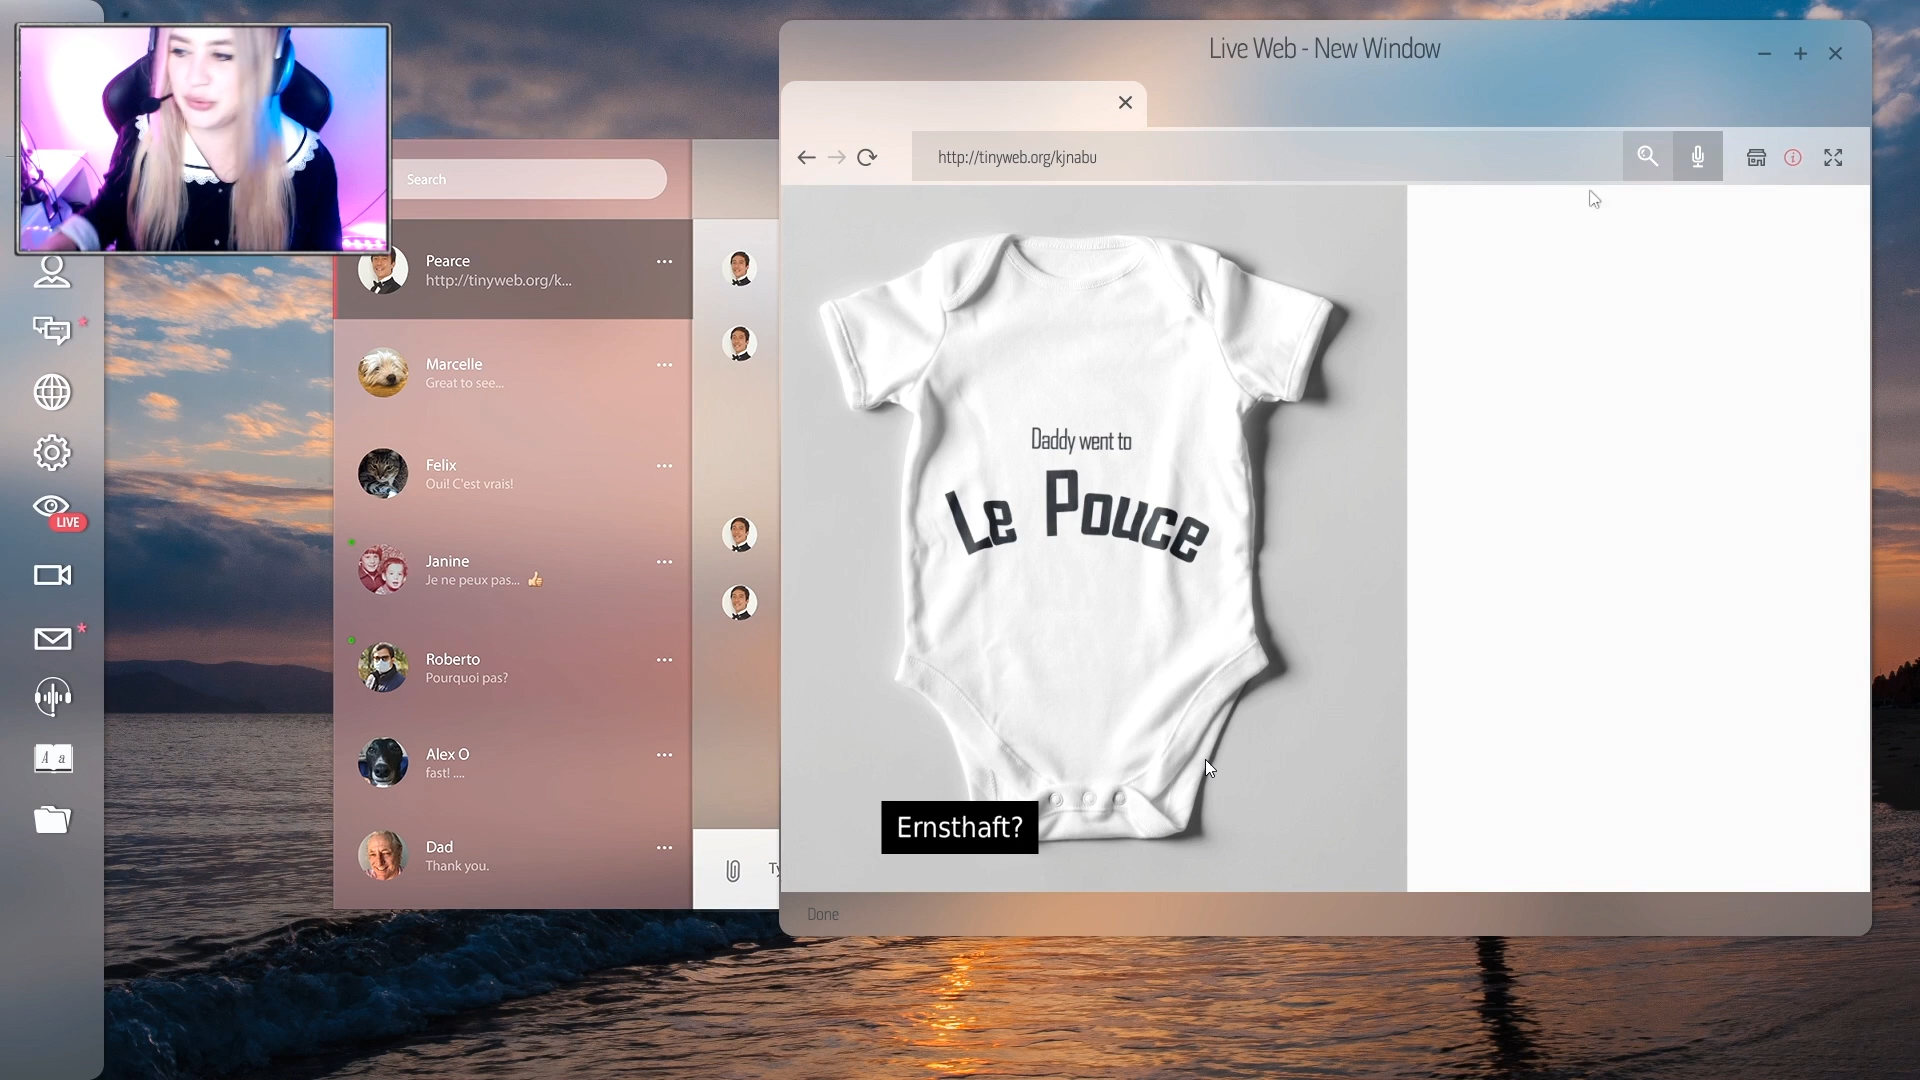 Live Web - New Window
http://tinyweb.org/kjnabu
Search
Pearce
http://tinyweb.org/k...
Marcelle
Great to see...
Felix
Oui! C'est vrai!
Janine
Je ne peux pas...
Roberto
Pourquoi pas?
Alex O
fast! ....
Dad
Thank you.
LIVE
A a
Daddy went to
Le Pouce
Ernsthaft?
Done